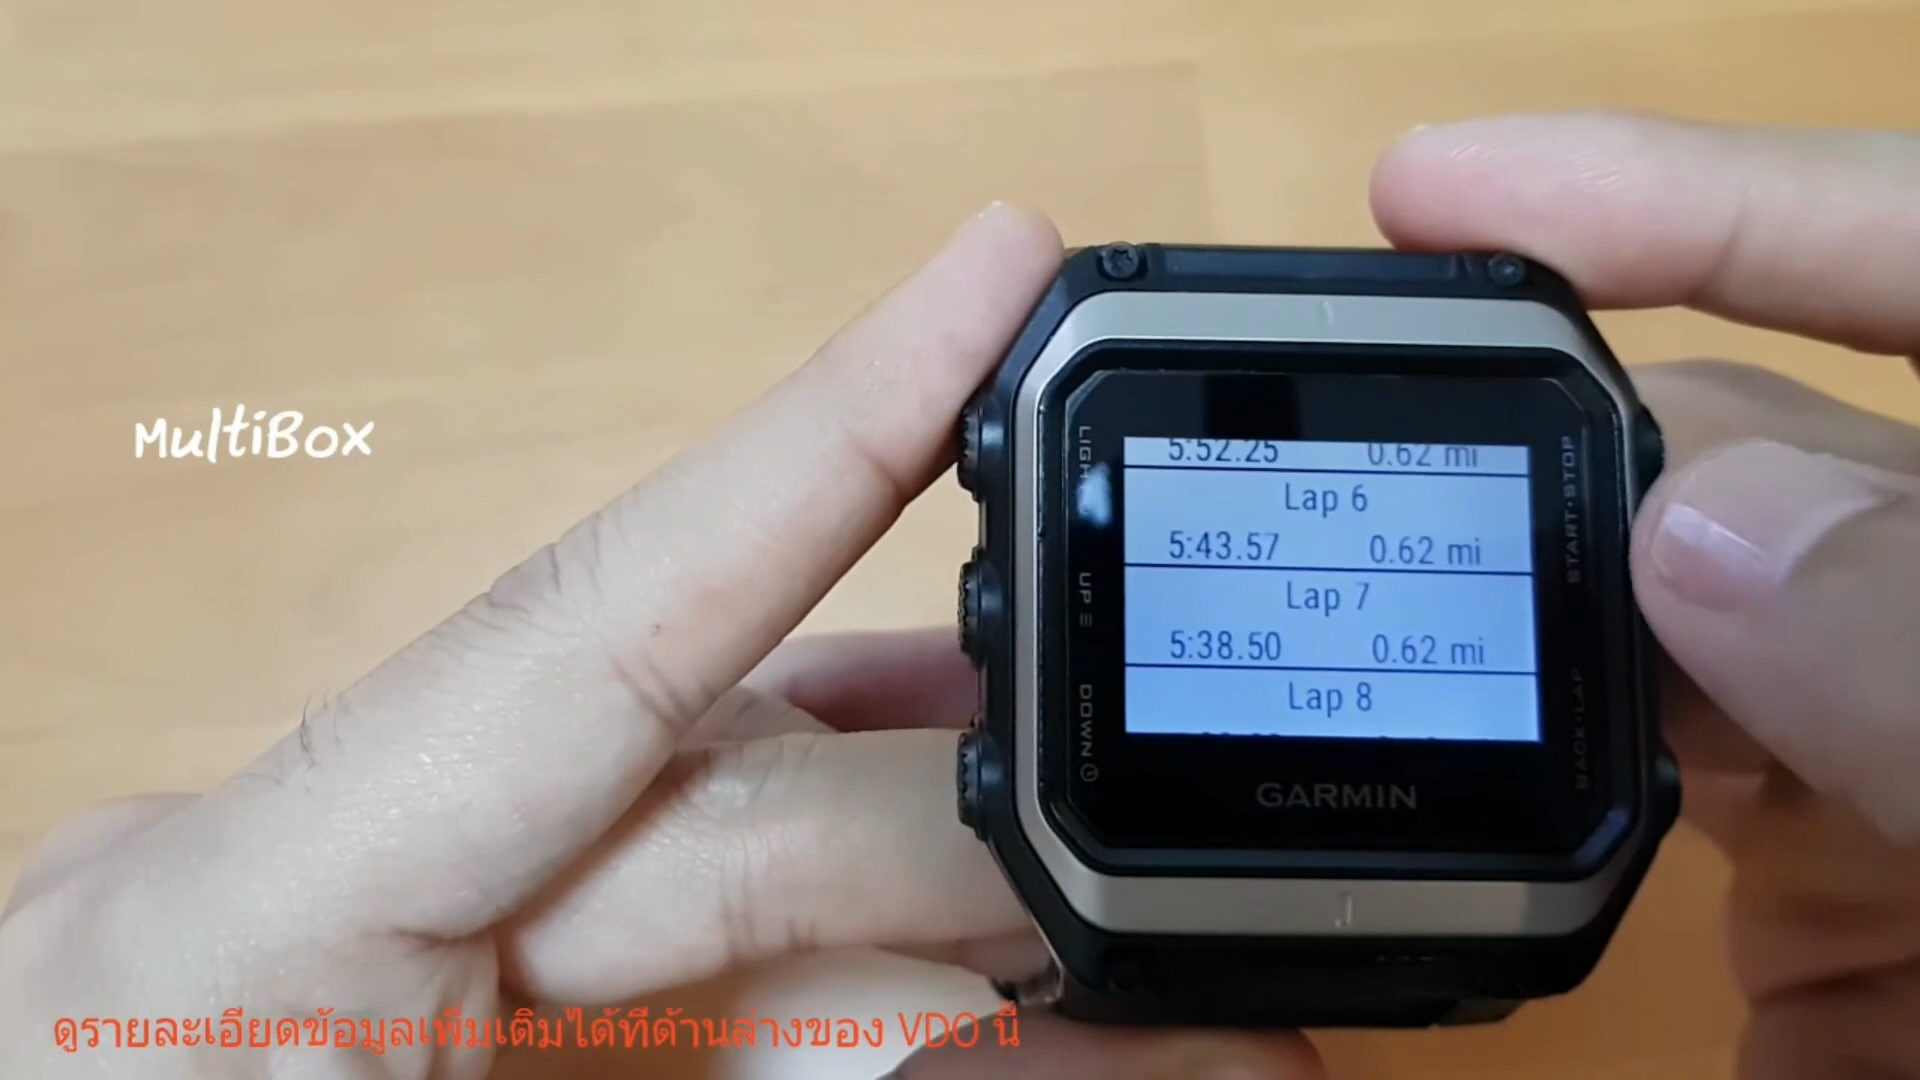 MultiBox
LIGHT
UP
DOWN
START·STOP
BACK·LAP
5:52.25 0.62 mi
Lap 6
5:43.57 0.62 mi
Lap 7
5:38.50 0.62 mi
Lap 8
GARMIN
ดูรายละเอียดข้อมูลเพิ่มเติมได้ที่ด้านล่างของ VDO นี้